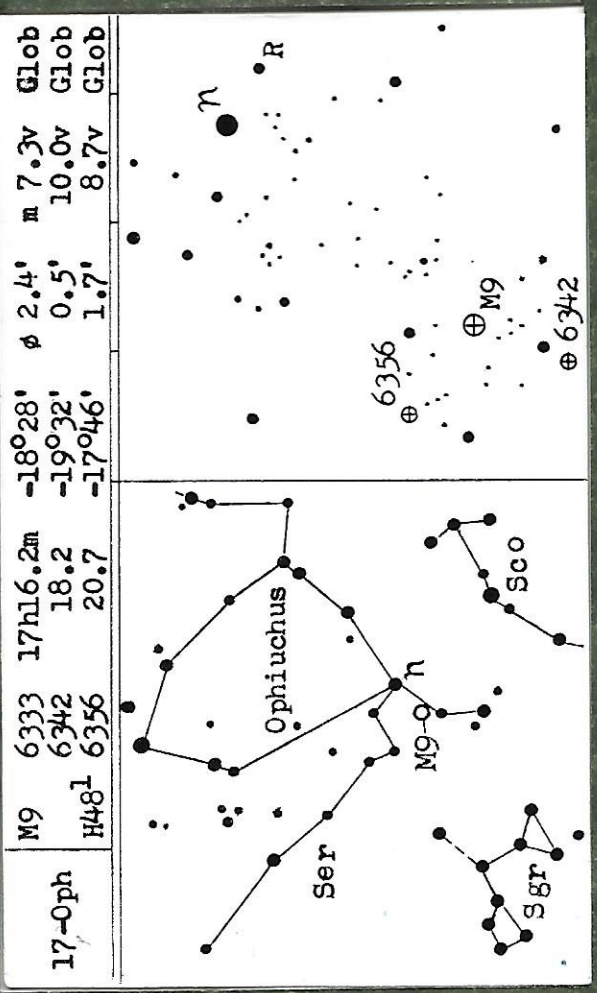 17-Oph
M9 6333 17h16.2m -18°28' ø 2.4' m 7.3v Glob
6342 18.2 -19°32' 0.5' 10.0v Glob
H48¹ 6356 20.7 -17°46' 1.7' 8.7v Glob
Ophiuchus
Ser
M9
η
Sco
Sgr
η
R
6356
M9
6342